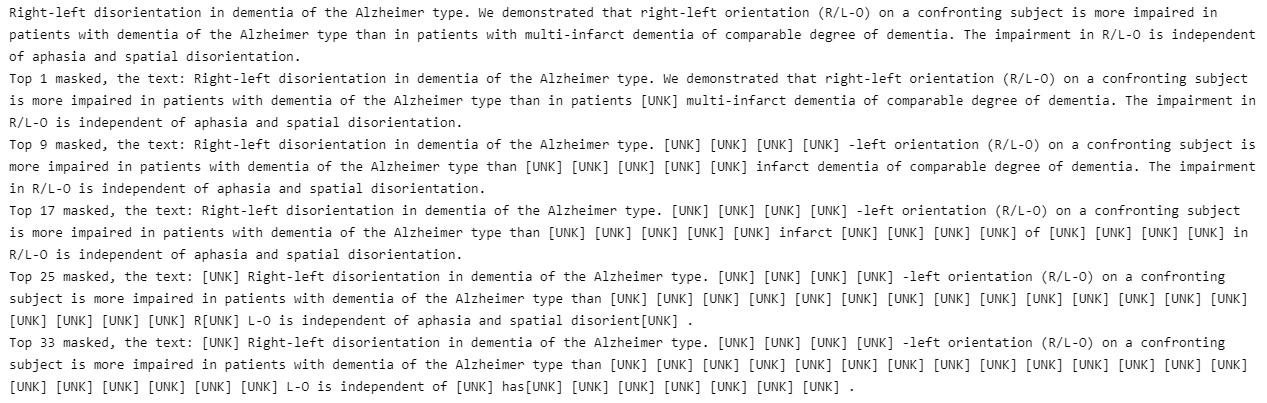 Right-left disorientation in dementia of the Alzheimer type. We demonstrated that right-left orientation (R/L-O) on a confronting subject is more impaired in
patients with dementia of the Alzheimer type than in patients with multi-infarct dementia of comparable degree of dementia. The impairment in R/L-O is independent
of aphasia and spatial disorientation.
Top 1 masked, the text: Right-left disorientation in dementia of the Alzheimer type. We demonstrated that right-left orientation (R/L-O) on a confronting subject
is more impaired in patients with dementia of the Alzheimer type than in patients [UNK] multi-infarct dementia of comparable degree of dementia. The impairment in
R/L-O is independent of aphasia and spatial disorientation.
Top 9 masked, the text: Right-left disorientation in dementia of the Alzheimer type. [UNK] [UNK] [UNK] [UNK] -left orientation (R/L-O) on a confronting subject is
more impaired in patients with dementia of the Alzheimer type than [UNK] [UNK] [UNK] [UNK] [UNK] infarct dementia of comparable degree of dementia. The impairment
in R/L-O is independent of aphasia and spatial disorientation.
Top 17 masked, the text: Right-left disorientation in dementia of the Alzheimer type. [UNK] [UNK] [UNK] [UNK] -left orientation (R/L-O) on a confronting subject
is more impaired in patients with dementia of the Alzheimer type than [UNK] [UNK] [UNK] [UNK] [UNK] infarct [UNK] [UNK] [UNK] [UNK] of [UNK] [UNK] [UNK] [UNK] in
R/L-O is independent of aphasia and spatial disorientation.
Top 25 masked, the text: [UNK] Right-left disorientation in dementia of the Alzheimer type. [UNK] [UNK] [UNK] [UNK] -left orientation (R/L-O) on a confronting
subject is more impaired in patients with dementia of the Alzheimer type than [UNK] [UNK] [UNK] [UNK] [UNK] [UNK] [UNK] [UNK] [UNK] [UNK] [UNK] [UNK] [UNK] [UNK]
[UNK] [UNK] [UNK] [UNK] R[UNK] L-O is independent of aphasia and spatial disorient[UNK] .
Top 33 masked, the text: [UNK] Right-left disorientation in dementia of the Alzheimer type. [UNK] [UNK] [UNK] [UNK] -left orientation (R/L-O) on a confronting
subject is more impaired in patients with dementia of the Alzheimer type than [UNK] [UNK] [UNK] [UNK] [UNK] [UNK] [UNK] [UNK] [UNK] [UNK] [UNK] [UNK] [UNK] [UNK]
[UNK] [UNK] [UNK] [UNK] [UNK] [UNK] L-O is independent of [UNK] has[UNK] [UNK] [UNK] [UNK] [UNK] [UNK] [UNK] .